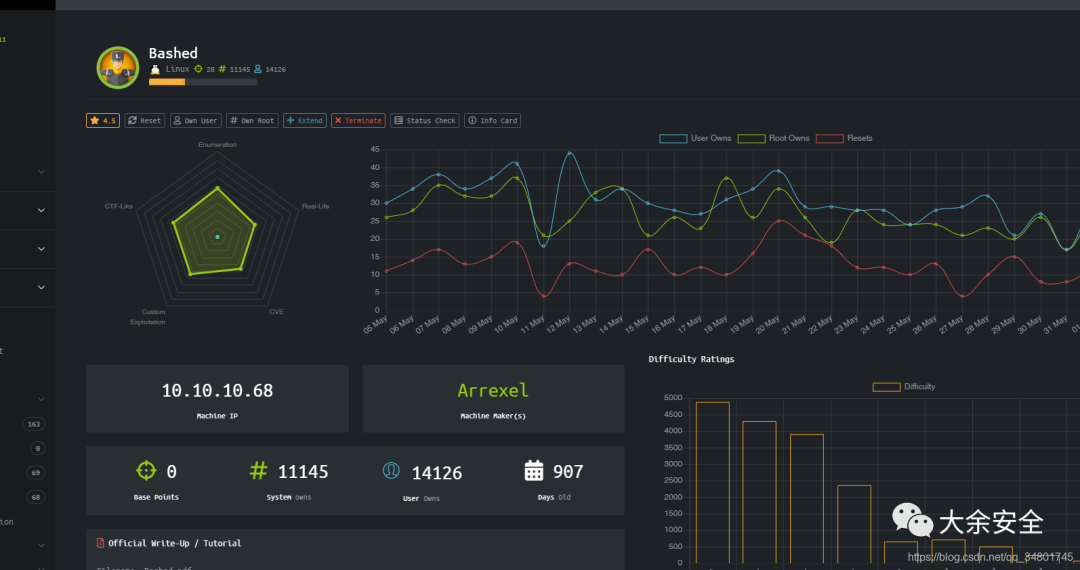 Bashed
Linux 20 # 11145 14126
4.5 Reset Own User # Own Root Extend Terminate Status Check Info Card
Enumeration
CTF-Like
Real-Life
Custom
Exploitation
CVE
User Owns Root Owns Resets
45
40
35
30
25
20
15
10
5
0
05 May 06 May 07 May 08 May 09 May 10 May 11 May 12 May 13 May 14 May 15 May 16 May 17 May 18 May 19 May 20 May 21 May 22 May 23 May 24 May 25 May 26 May 27 May 28 May 29 May 30 May 31 May
10.10.10.68
Machine IP
Arrexel
Machine Maker(s)
0
Base Points
# 11145
System owns
14126
User Owns
907
Days Old
Official Write-Up / Tutorial
Difficulty Ratings
Difficulty
5000
4500
4000
3500
3000
2500
2000
1500
1000
500
163
0
69
68
大余安全
https://blog.csdn.net/qq_34801745